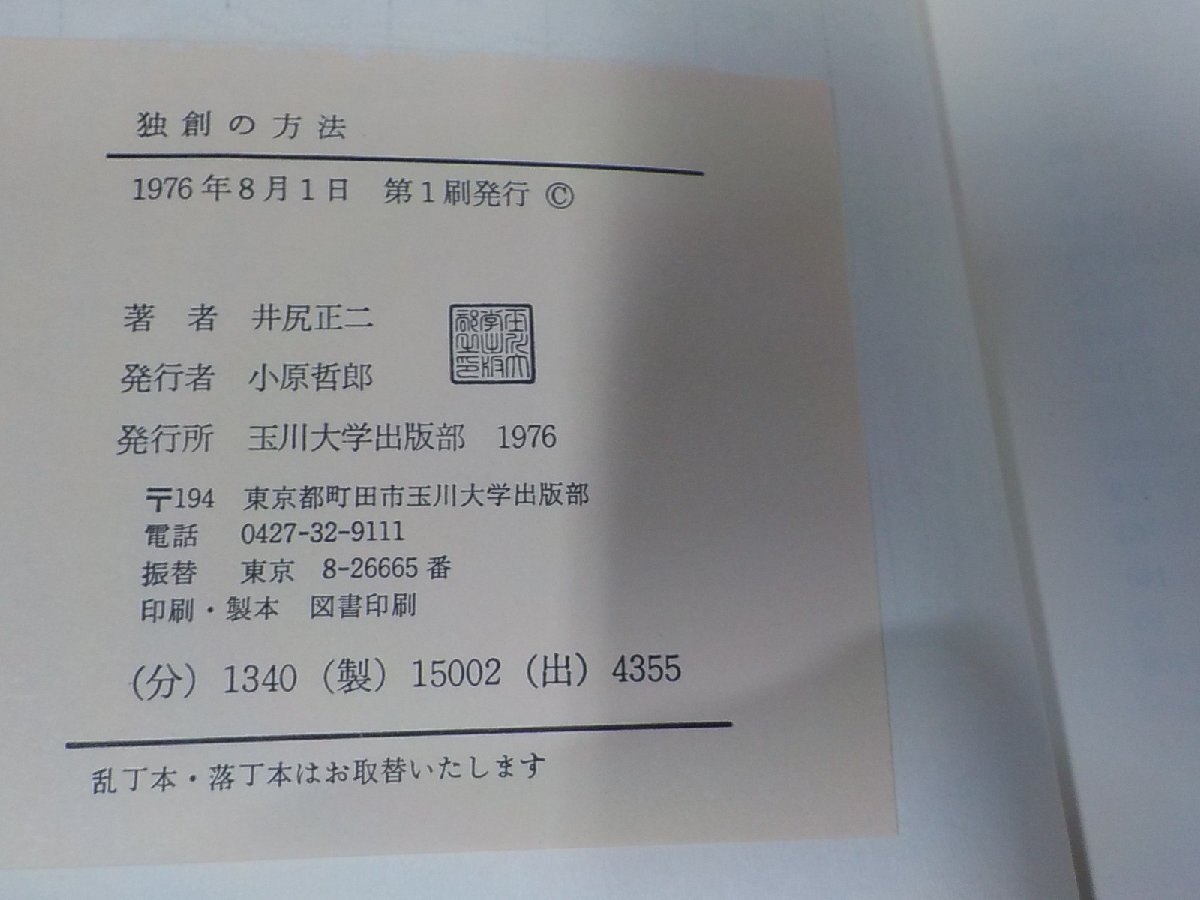 独創の方法
1976年8月1日 第1刷発行 ©
著者 井尻正二
発行者 小原哲郎
発行所 玉川大学出版部 1976
〒194 東京都町田市玉川大学出版部
電話 0427-32-9111
振替 東京 8-26665番
印刷・製本 図書印刷
(分) 1340 (製) 15002 (出) 4355
乱丁本・落丁本はお取替いたします